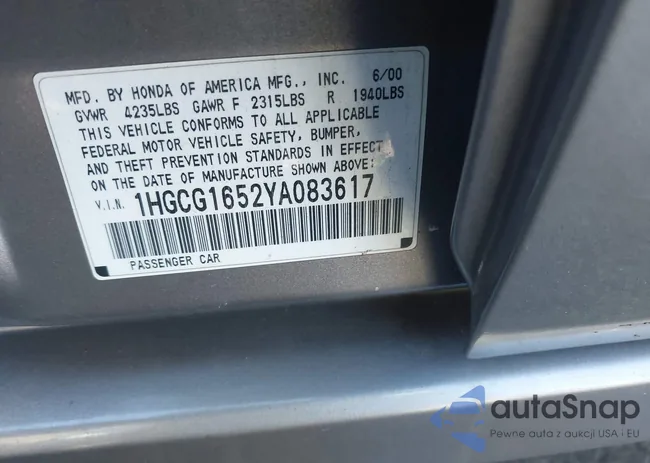 MFD. BY HONDA OF AMERICA MFG., INC. 6/00
GVWR 4235LBS GAWR F 2315LBS R 1940LBS
THIS VEHICLE CONFORMS TO ALL APPLICABLE
FEDERAL MOTOR VEHICLE SAFETY, BUMPER,
AND THEFT PREVENTION STANDARDS IN EFFECT
ON THE DATE OF MANUFACTURE SHOWN ABOVE:
V.I.N. 1HGCG1652YA083617
PASSENGER CAR
autaSnap
Pewne auta z aukcji USA i EU